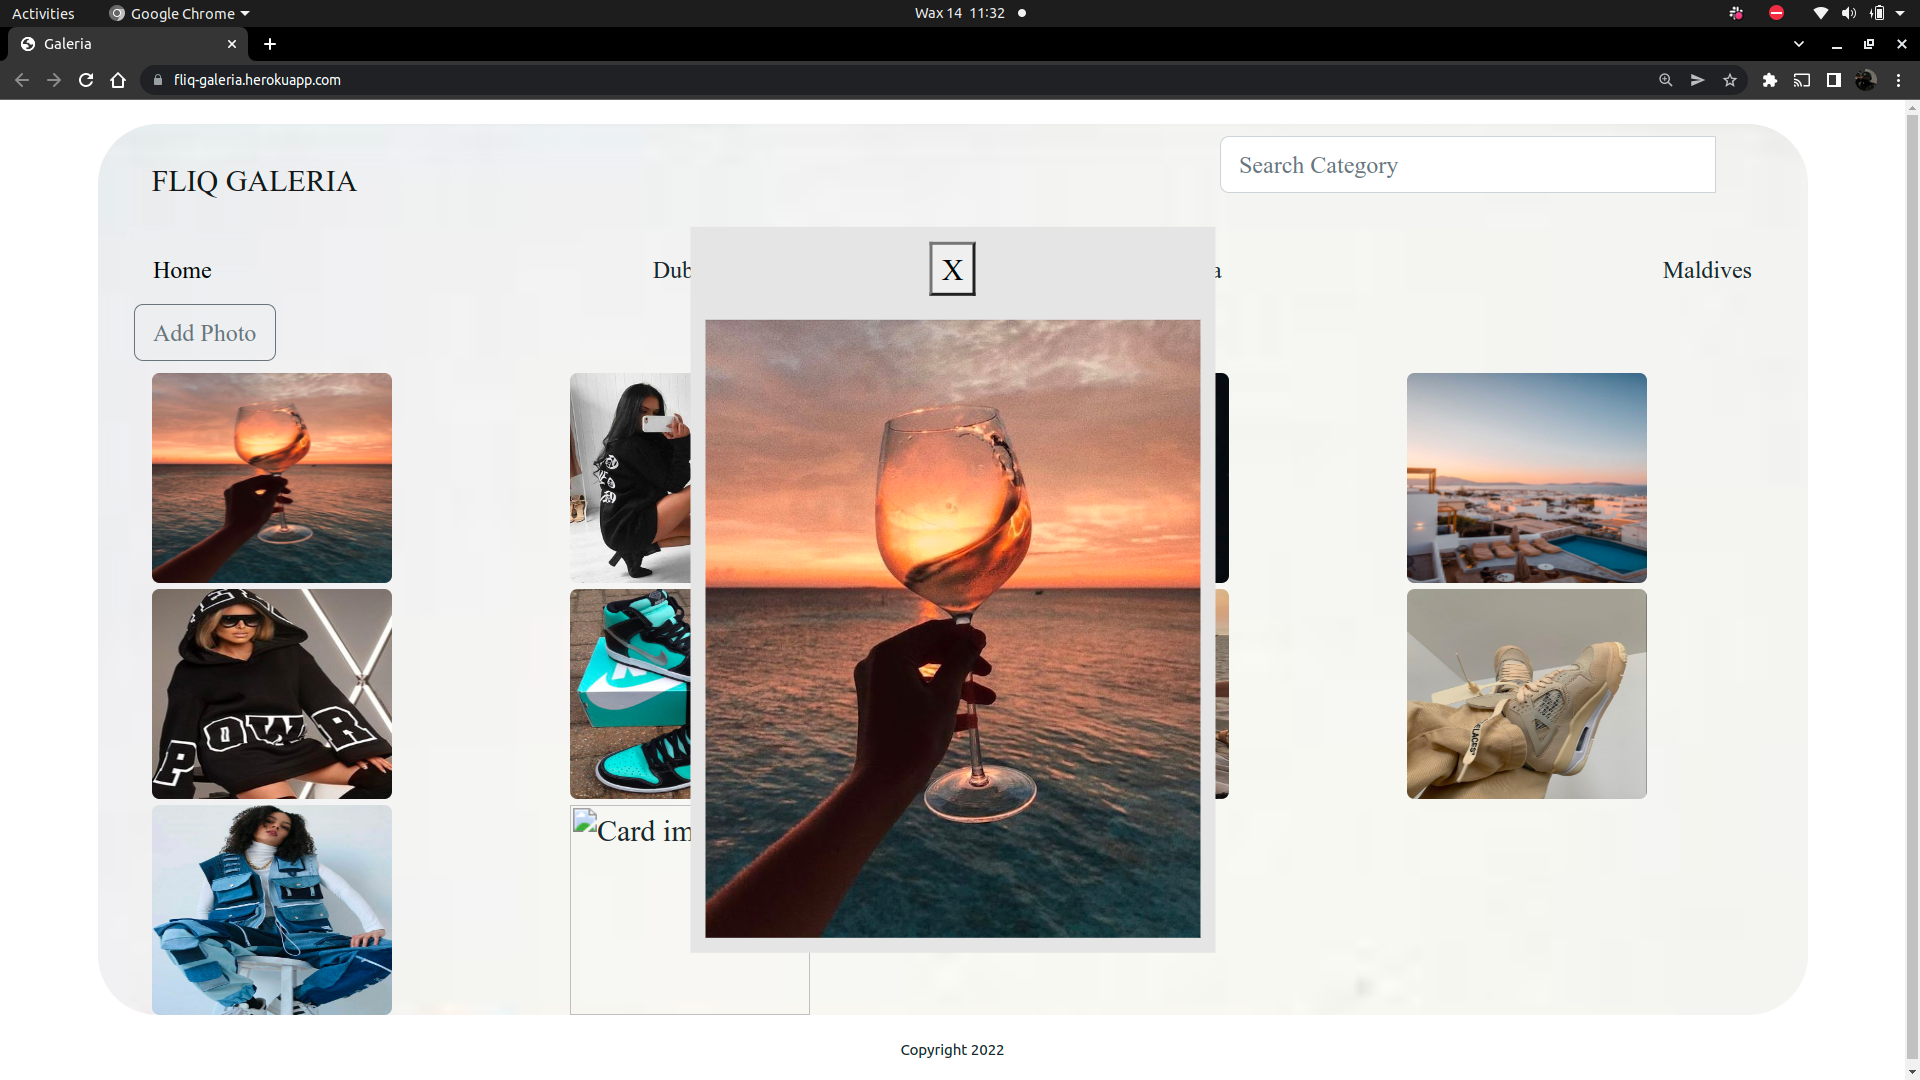 Activities
Google Chrome
Wax 14 11:32
Galeria
fliq-galeria.herokuapp.com
FLIQ GALERIA
Search Category
X
Home
Dub
a
Maldives
Add Photo
P OWR
Card im
Copyright 2022